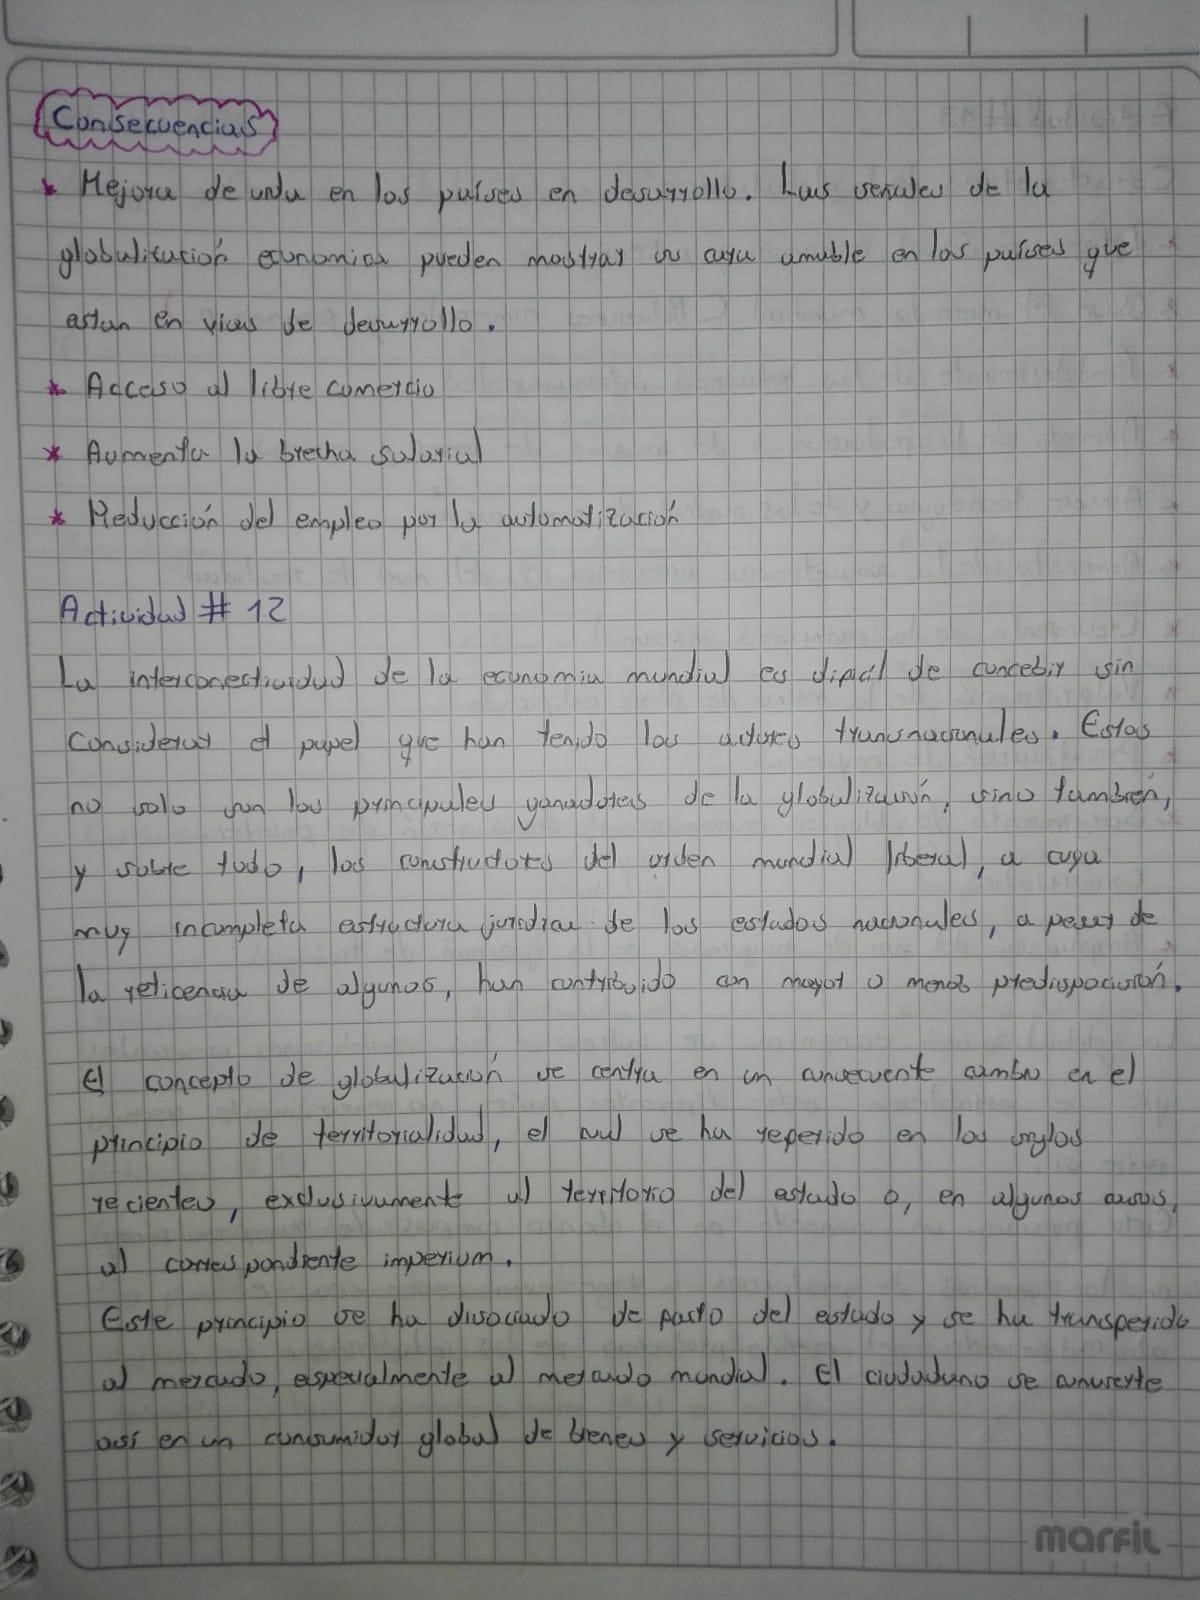 Consecuencias
* Mejora de vida en los países en desarrollo. Las señales de la
globalización economica pueden mostrar su cara amable en los países que
estan en vias de desarrollo.
* Acceso al libre comercio
* Aumenta la brecha salarial
* Reducción del empleo por la automatización
Actividad # 12
La interconectividad de la economia mundial es dificil de concebir sin
considerar el papel que han tenido los actores transnacionales. Estos
no solo son los principales ganadores de la globalización, sino también,
y sobre todo, los constructores del orden mundial liberal, a cuya
muy incompleta estructura juridica de los estados nacionales, a pesar de
la reticencia de algunos, han contribuido con mayor o menor predisposición.
El concepto de globalización se centra en un consecuente cambio en el
principio de territorialidad, el cual se ha referido en los siglos
recientes, exclusivamente al territorio del estado o, en algunos casos,
al correspondiente imperium.
Este principio se ha disociado de pacto del estado y se ha transferido
al mercado, especialmente al mercado mundial. El ciudadano se convierte
así en un consumidor global de bienes y servicios.
marfil